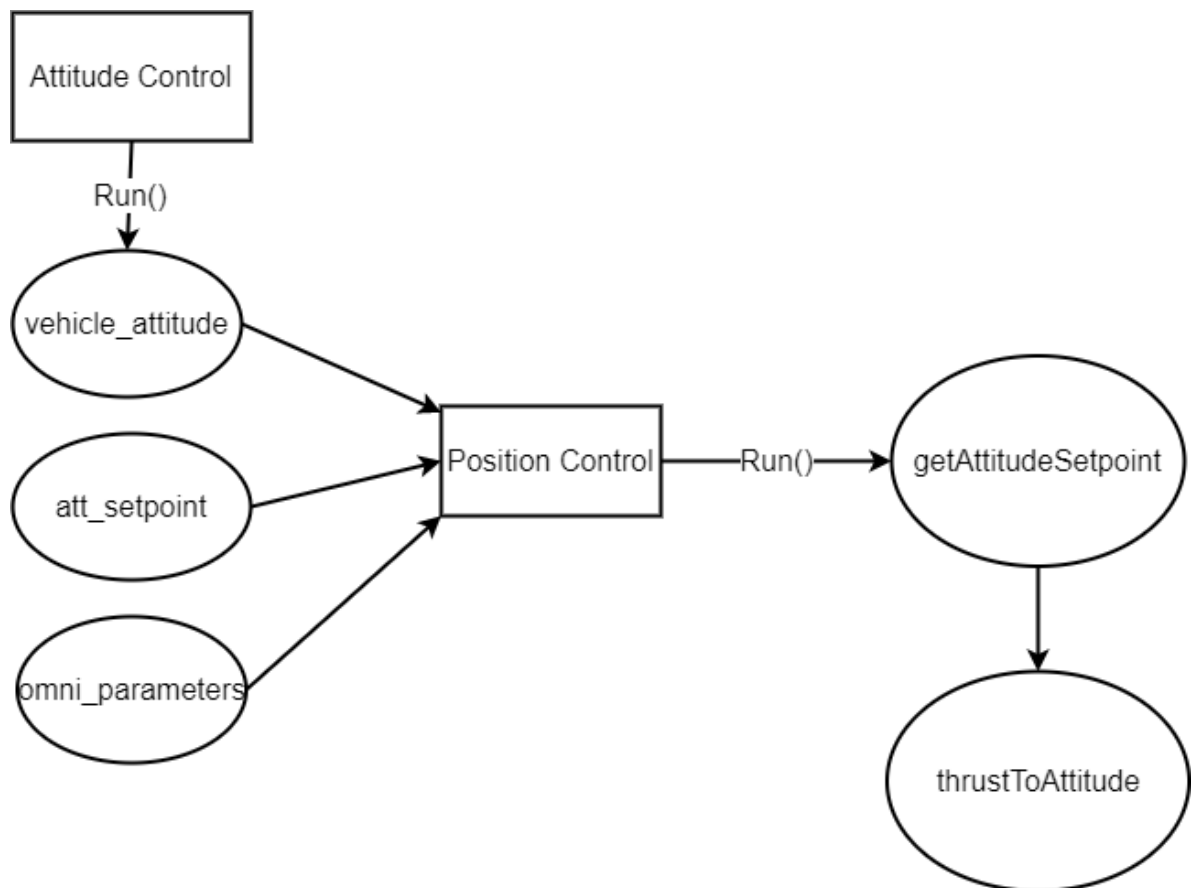 Attitude Control
Run()
vehicle_attitude
att_setpoint
omni_parameters
Position Control
Run()
getAttitudeSetpoint
thrustToAttitude